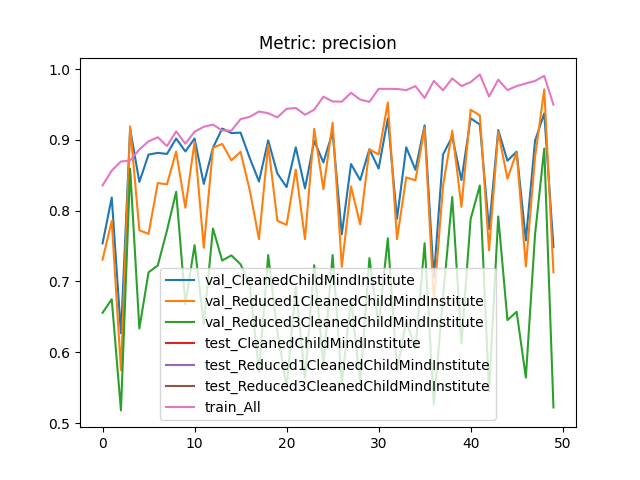 Metric: precision
1.0
0.9
0.8
0.7
0.6
0.5
val_CleanedChildMindInstitute
val_Reduced1CleanedChildMindInstitute
val_Reduced3CleanedChildMindInstitute
test_CleanedChildMindInstitute
test_Reduced1CleanedChildMindInstitute
test_Reduced3CleanedChildMindInstitute
train_All
0 10 20 30 40 50